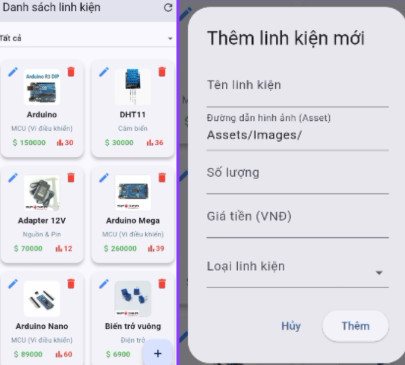 Danh sách linh kiện
Tất cả
Arduino R3 DIP
Arduino
MCU (Vi điều khiển)
$ 150000 30
DHT11
Cảm biến
$ 30000 36
Adapter 12V
Nguồn & Pin
$ 70000 12
Arduino Mega
MCU (Vi điều khiển)
$ 260000 39
Arduino Nano
MCU (Vi điều khiển)
$ 89000 60
Biến trở vuông
Điện trở
$ 6900
+
Thêm linh kiện mới
Tên linh kiện
Đường dẫn hình ảnh (Asset)
Assets/Images/
Số lượng
Giá tiền (VNĐ)
Loại linh kiện
Hủy
Thêm